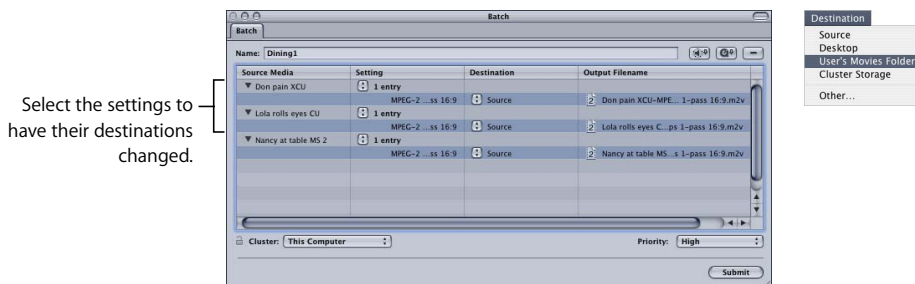 Batch
Batch
Name: Dining1
Source Media Setting Destination Output Filename
Don pain XCU 1 entry
MPEG-2 ...ss 16:9 Source Don pain XCU-MPE... 1-pass 16:9.m2v
Lola rolls eyes CU 1 entry
MPEG-2 ...ss 16:9 Source Lola rolls eyes C...ps 1-pass 16:9.m2v
Nancy at table MS 2 1 entry
MPEG-2 ...ss 16:9 Source Nancy at table MS...s 1-pass 16:9.m2v
Cluster: This Computer Priority: High
Submit
Select the settings to
have their destinations
changed.
Destination
Source
Desktop
User's Movies Folder
Cluster Storage
Other...